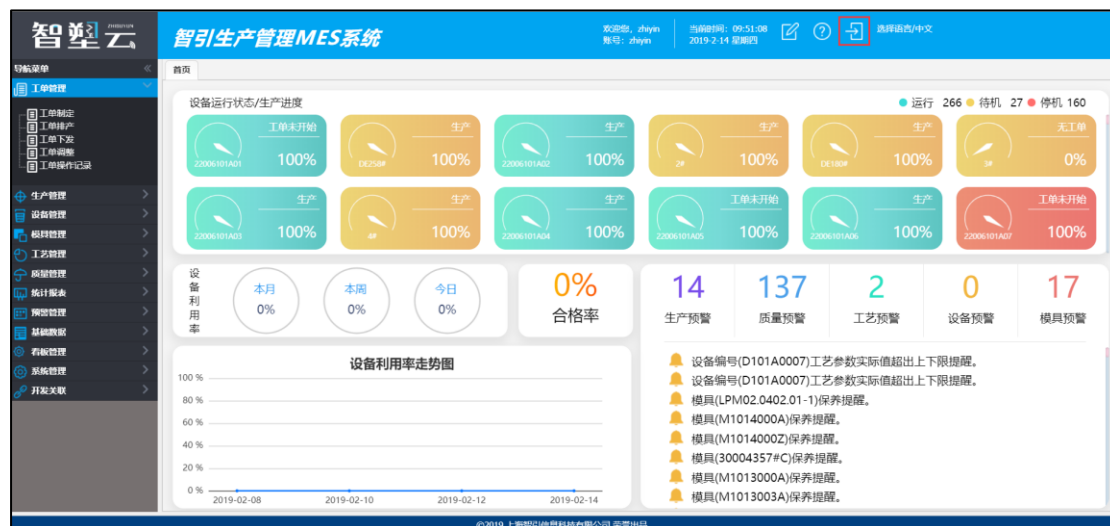 智塑云
智引生产管理MES系统
欢迎您，zhiyin
账号：zhiyin
当前时间：09:51:08
2019-2-14 星期四
选择语言/中文
导航菜单
首页
工单管理
工单制定
工单排产
工单下发
工单调整
工单操作记录
生产管理
设备管理
模具管理
工艺管理
质量管理
统计报表
预警管理
基础数据
看板管理
系统管理
开发关联
设备运行状态/生产进度
运行 266 待机 27 停机 160
工单未开始
22006101A01 100%
生产
DE258# 100%
生产
22006101A02 100%
生产
2# 100%
生产
DE180# 100%
无工单
3# 0%
生产
22006101A03 100%
生产
8# 100%
生产
22006101A04 100%
工单未开始
22006101A05 100%
生产
22006101A06 100%
工单未开始
22006101A07 100%
设备利用率
本月
0%
本周
0%
今日
0%
0%
合格率
14
生产预警
137
质量预警
2
工艺预警
0
设备预警
17
模具预警
设备利用率走势图
100 %
80 %
60 %
40 %
20 %
0 %
2019-02-08 2019-02-10 2019-02-12 2019-02-14
设备编号(D101A0007)工艺参数实际值超出上下限提醒。
设备编号(D101A0007)工艺参数实际值超出上下限提醒。
模具(LPM02.0402.01-1)保养提醒。
模具(M1014000A)保养提醒。
模具(M1014000Z)保养提醒。
模具(30004357#C)保养提醒。
模具(M1013000A)保养提醒。
模具(M1013003A)保养提醒。
©2019 上海智引信息科技有限公司 荣誉出品